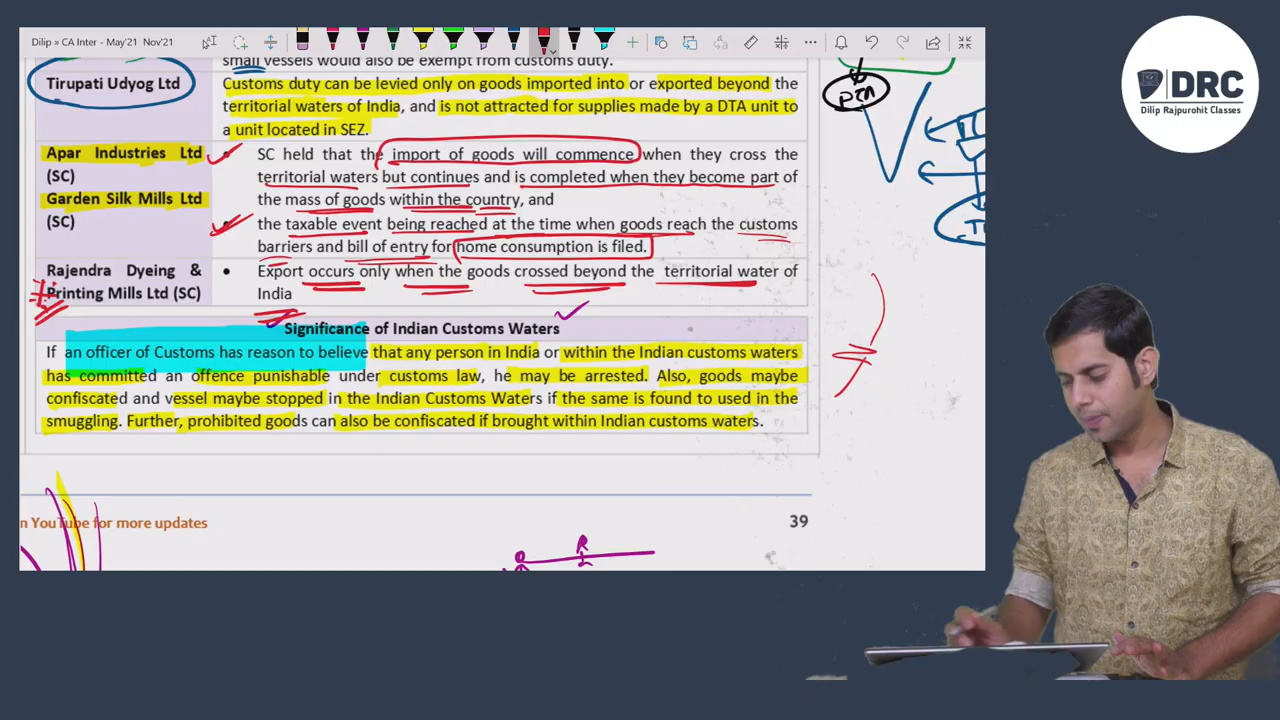 Dilip » CA Inter - May'21 Nov'21
DRC
Dilip Rajpurohit Classes
small vessels would also be exempt from customs duty.
Tirupati Udyog Ltd
Customs duty can be levied only on goods imported into or exported beyond the
territorial waters of India, and is not attracted for supplies made by a DTA unit to
a unit located in SEZ.
Apar Industries Ltd
(SC)
Garden Silk Mills Ltd
(SC)
SC held that the import of goods will commence when they cross the
territorial waters but continues and is completed when they become part of
the mass of goods within the country, and
the taxable event being reached at the time when goods reach the customs
barriers and bill of entry for home consumption is filed.
Rajendra Dyeing &
Printing Mills Ltd (SC)
• Export occurs only when the goods crossed beyond the territorial water of
India
Significance of Indian Customs Waters
If an officer of Customs has reason to believe that any person in India or within the Indian customs waters
has committed an offence punishable under customs law, he may be arrested. Also, goods maybe
confiscated and vessel maybe stopped in the Indian Customs Waters if the same is found to used in the
smuggling. Further, prohibited goods can also be confiscated if brought within Indian customs waters.
n YouTube for more updates
39
R